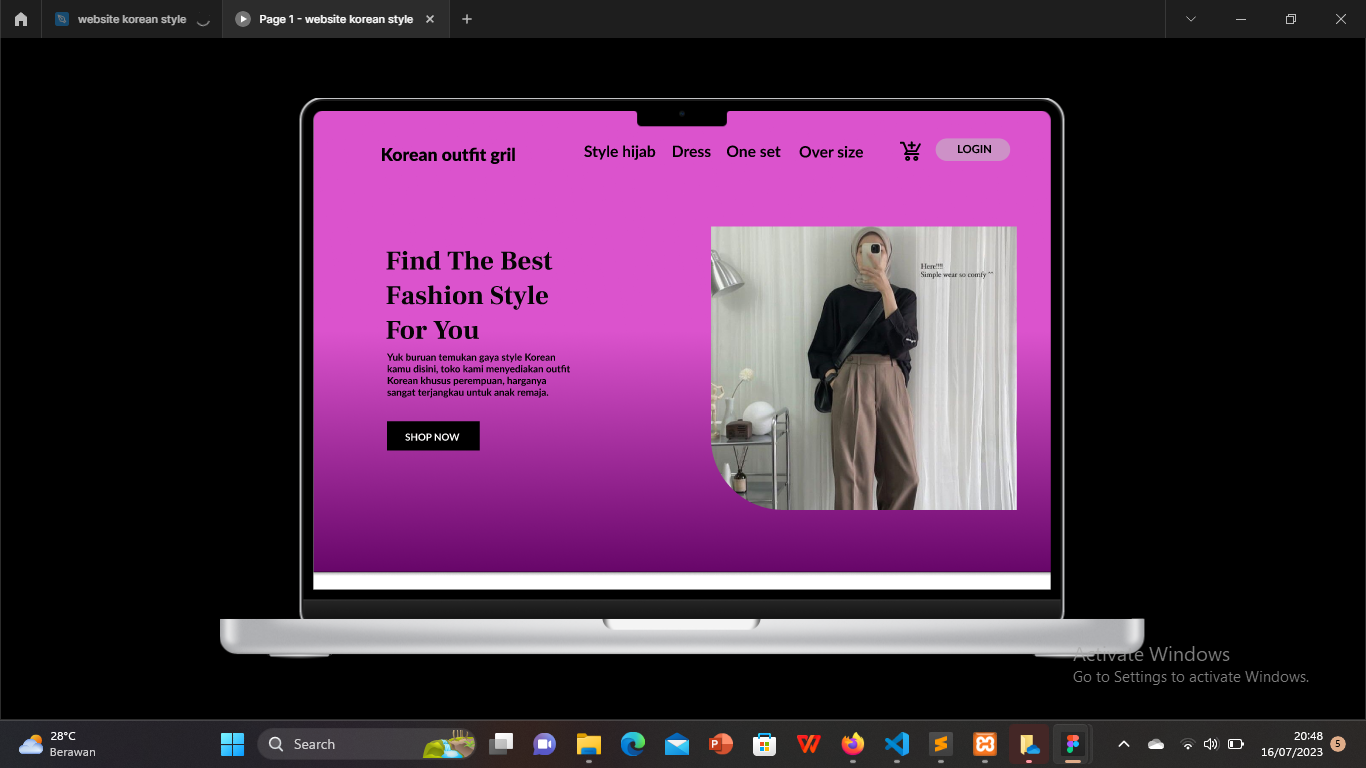 website korean style
Page 1 - website korean style
Korean outfit gril
Style hijab
Dress
One set
Over size
LOGIN
Find The Best
Fashion Style
For You
Yuk buruan temukan gaya style Korean
kamu disini, toko kami menyediakan outfit
Korean khusus perempuan, harganya
sangat terjangkau untuk anak remaja.
SHOP NOW
Here!!!!
Simple wear so comfy ^^
Activate Windows
Go to Settings to activate Windows.
28°C
Berawan
Search
20:48
16/07/2023
5